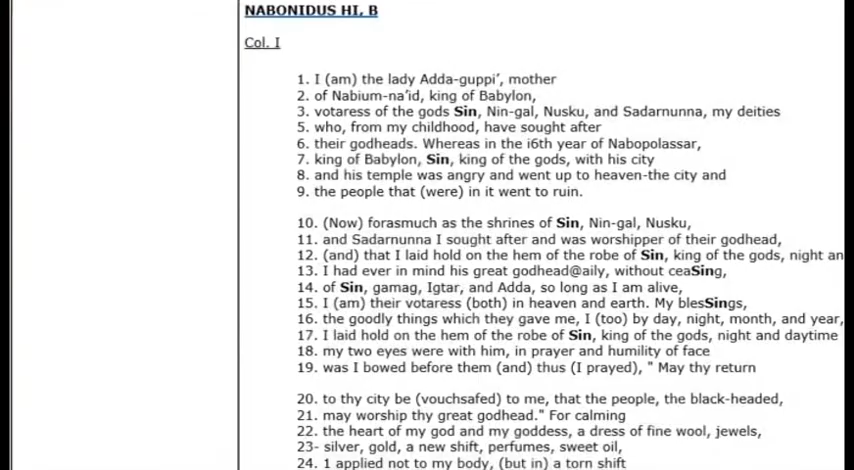 NABONIDUS HI, B
Col. I
1. I (am) the lady Adda-guppi’, mother
2. of Nabium-na’id, king of Babylon,
3. votaress of the gods Sin, Nin-gal, Nusku, and Sadarnunna, my deities
5. who, from my childhood, have sought after
6. their godheads. Whereas in the i6th year of Nabopolassar,
7. king of Babylon, Sin, king of the gods, with his city
8. and his temple was angry and went up to heaven-the city and
9. the people that (were) in it went to ruin.
10. (Now) forasmuch as the shrines of Sin, Nin-gal, Nusku,
11. and Sadarnunna I sought after and was worshipper of their godhead,
12. (and) that I laid hold on the hem of the robe of Sin, king of the gods, night an
13. I had ever in mind his great godhead@aily, without ceaSing,
14. of Sin, gamag, Igtar, and Adda, so long as I am alive,
15. I (am) their votaress (both) in heaven and earth. My blesSings,
16. the goodly things which they gave me, I (too) by day, night, month, and year,
17. I laid hold on the hem of the robe of Sin, king of the gods, night and daytime
18. my two eyes were with him, in prayer and humility of face
19. was I bowed before them (and) thus (I prayed), " May thy return
20. to thy city be (vouchsafed) to me, that the people, the black-headed,
21. may worship thy great godhead." For calming
22. the heart of my god and my goddess, a dress of fine wool, jewels,
23- silver, gold, a new shift, perfumes, sweet oil,
24. 1 applied not to my body, (but in) a torn shift